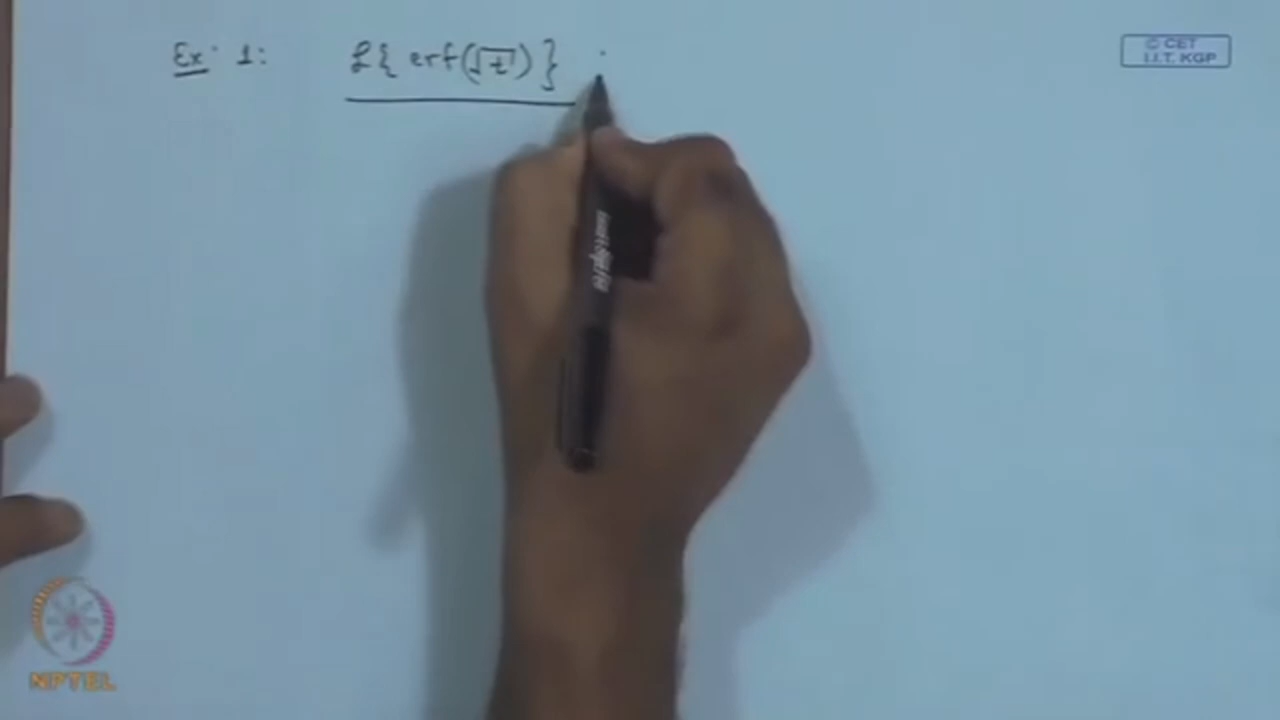 Ex: 1: ℒ{ erf(√t) }
© CET
I.I.T. KGP
NPTEL